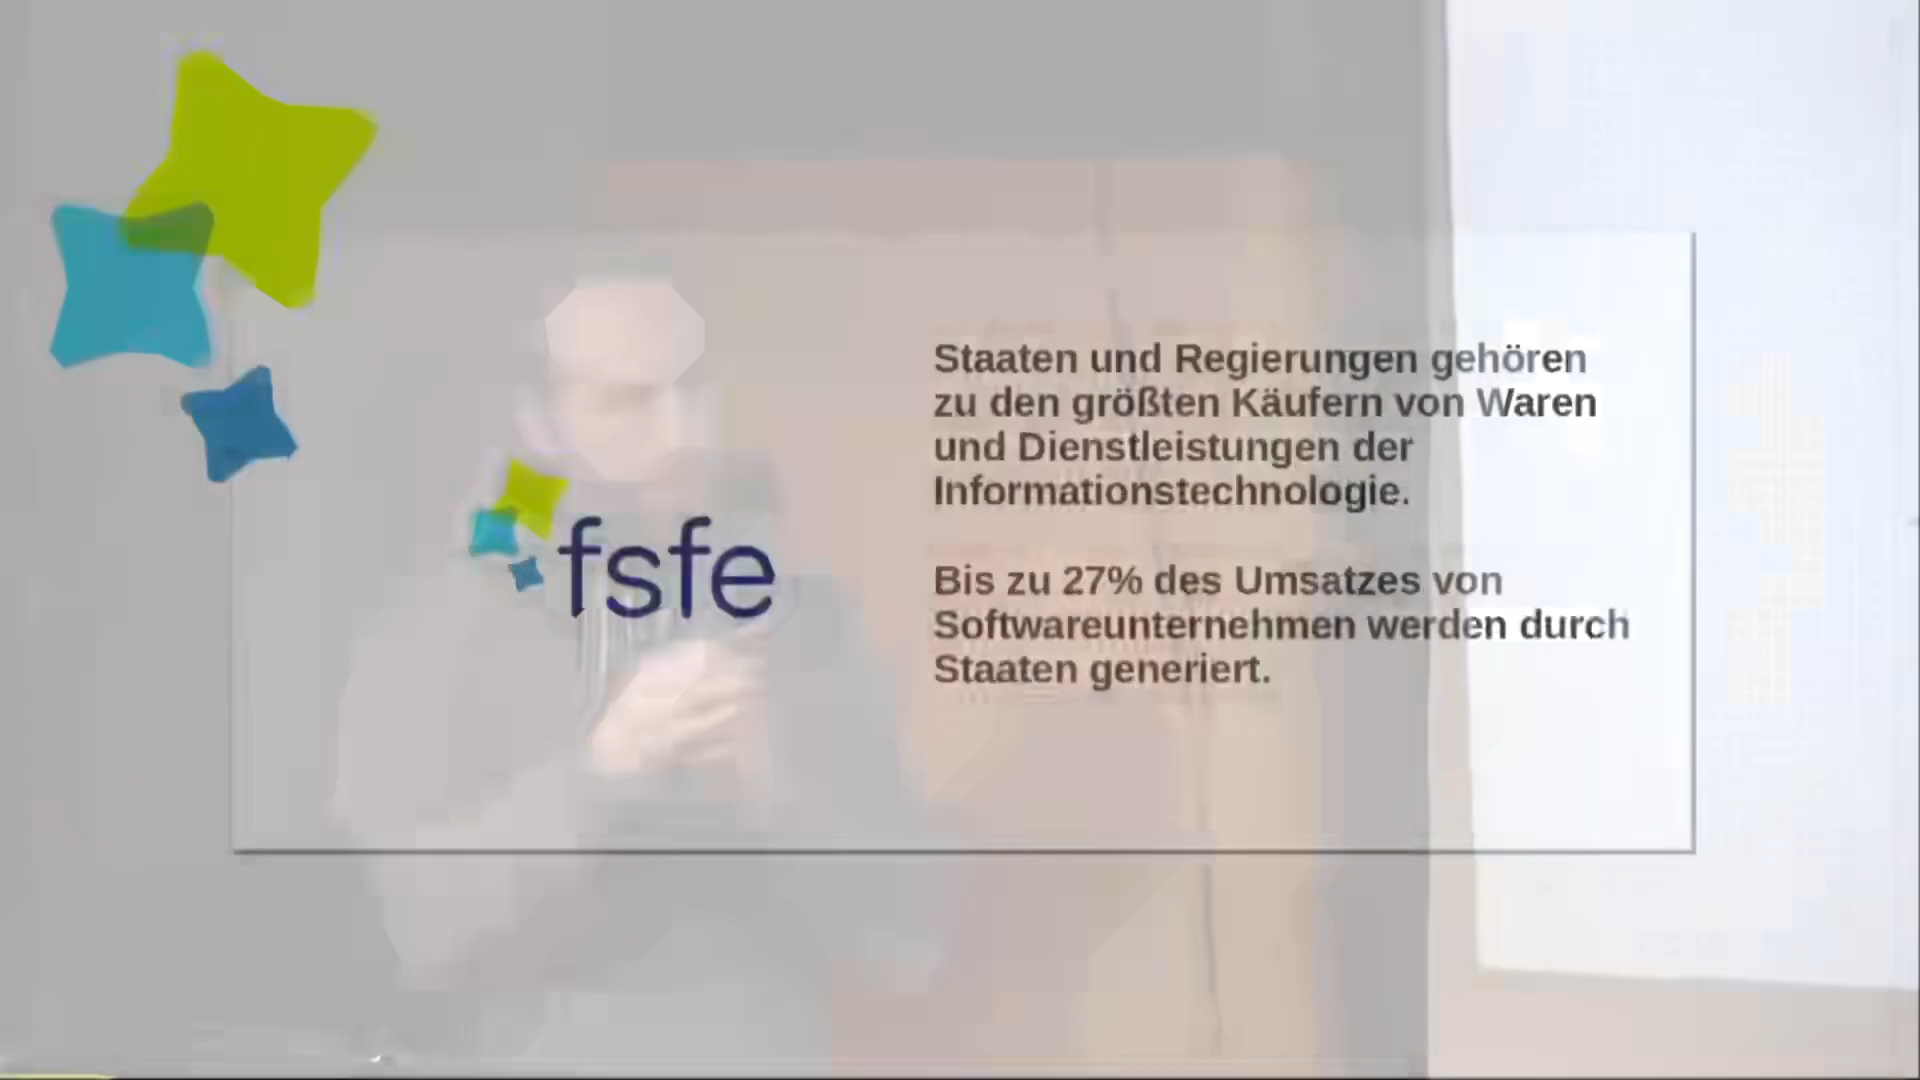 fsfe
Staaten und Regierungen gehören
zu den größten Käufern von Waren
und Dienstleistungen der
Informationstechnologie.
Bis zu 27% des Umsatzes von
Softwareunternehmen werden durch
Staaten generiert.